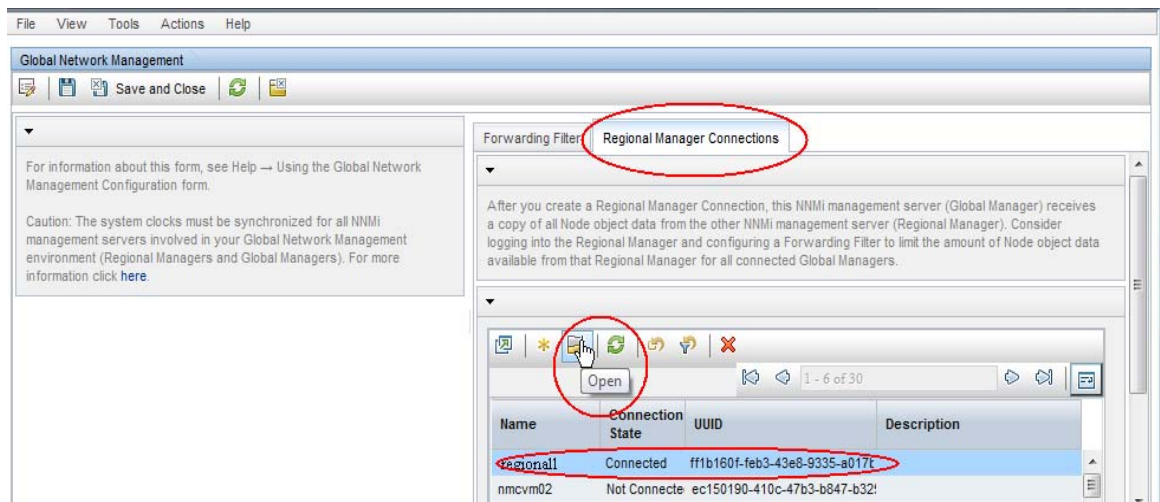 File View Tools Actions Help
Global Network Management
Save and Close
For information about this form, see Help → Using the Global Network
Management Configuration form.
Caution: The system clocks must be synchronized for all NNMi
management servers involved in your Global Network Management
environment (Regional Managers and Global Managers). For more
information click here.
Forwarding Filter Regional Manager Connections
After you create a Regional Manager Connection, this NNMi management server (Global Manager) receives
a copy of all Node object data from the other NNMi management server (Regional Manager). Consider
logging into the Regional Manager and configuring a Forwarding Filter to limit the amount of Node object data
available from that Regional Manager for all connected Global Managers.
Open
1 - 6 of 30
Name Connection State UUID Description
regional1 Connected ff1b160f-feb3-43e8-9335-a017b
nmcvm02 Not Connecte ec150190-410c-47b3-b847-b325